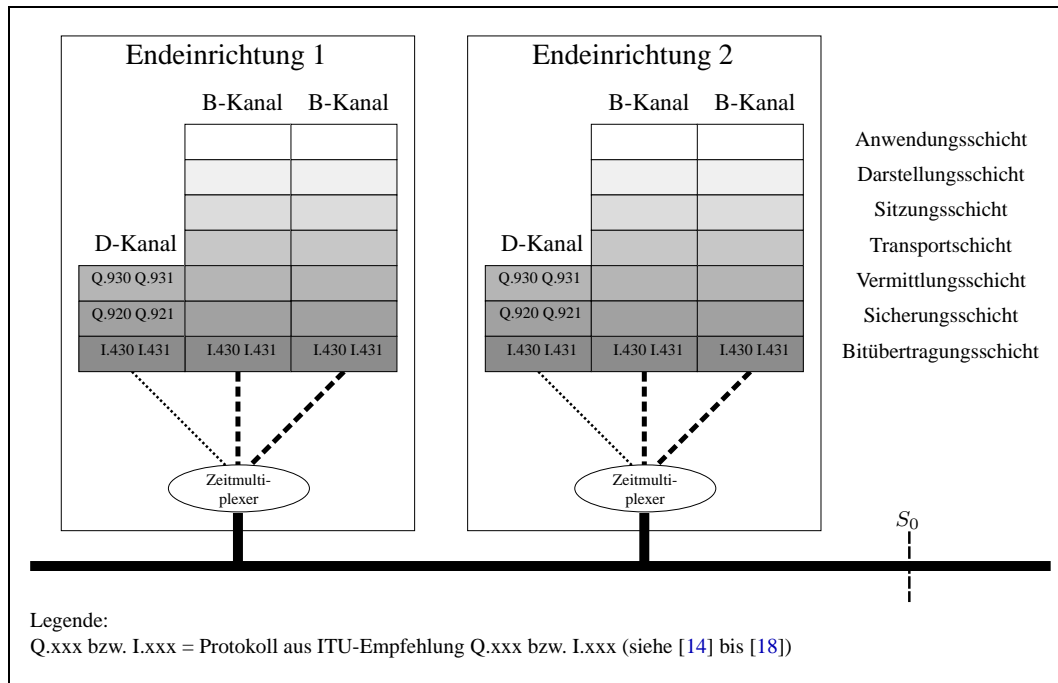 Endeinrichtung 1
Endeinrichtung 2
B-Kanal B-Kanal
B-Kanal B-Kanal
Anwendungsschicht
Darstellungsschicht
Sitzungsschicht
D-Kanal
D-Kanal
Transportschicht
Q.930 Q.931
Q.930 Q.931
Vermittlungsschicht
Q.920 Q.921
Q.920 Q.921
Sicherungsschicht
I.430 I.431 I.430 I.431 I.430 I.431
I.430 I.431 I.430 I.431 I.430 I.431
Bitübertragungsschicht
Zeitmulti-
plexer
Zeitmulti-
plexer
S0
Legende:
Q.xxx bzw. I.xxx = Protokoll aus ITU-Empfehlung Q.xxx bzw. I.xxx (siehe [14] bis [18])